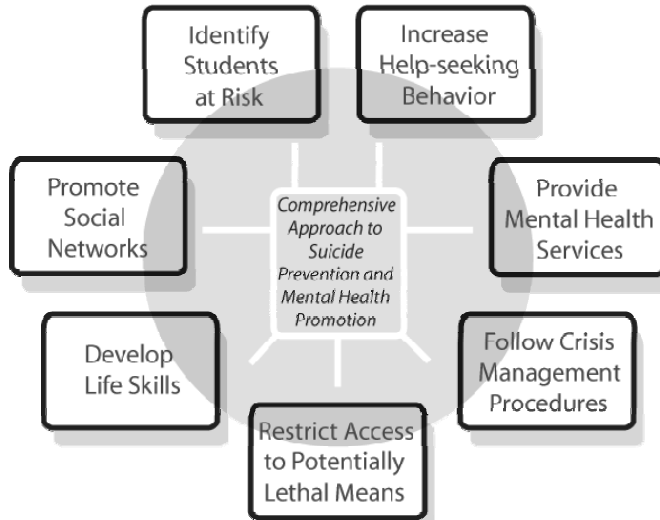 Identify
Students
at Risk
Increase
Help-seeking
Behavior
Promote
Social
Networks
Comprehensive
Approach to
Suicide
Prevention and
Mental Health
Promotion
Provide
Mental Health
Services
Develop
Life Skills
Follow Crisis
Management
Procedures
Restrict Access
to Potentially
Lethal Means